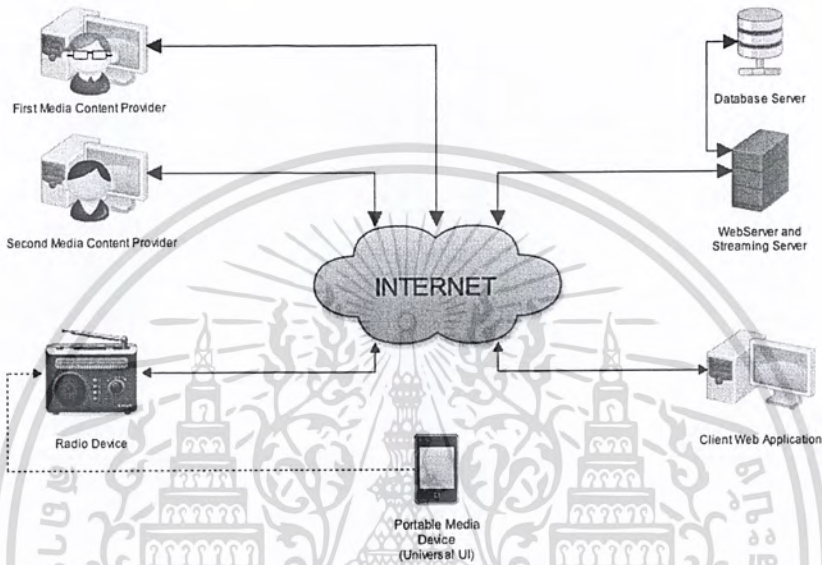 First Media Content Provider
Database Server
Second Media Content Provider
WebServer and
Streaming Server
INTERNET
Radio Device
Client Web Application
Portable Media
Device
(Universal UI)